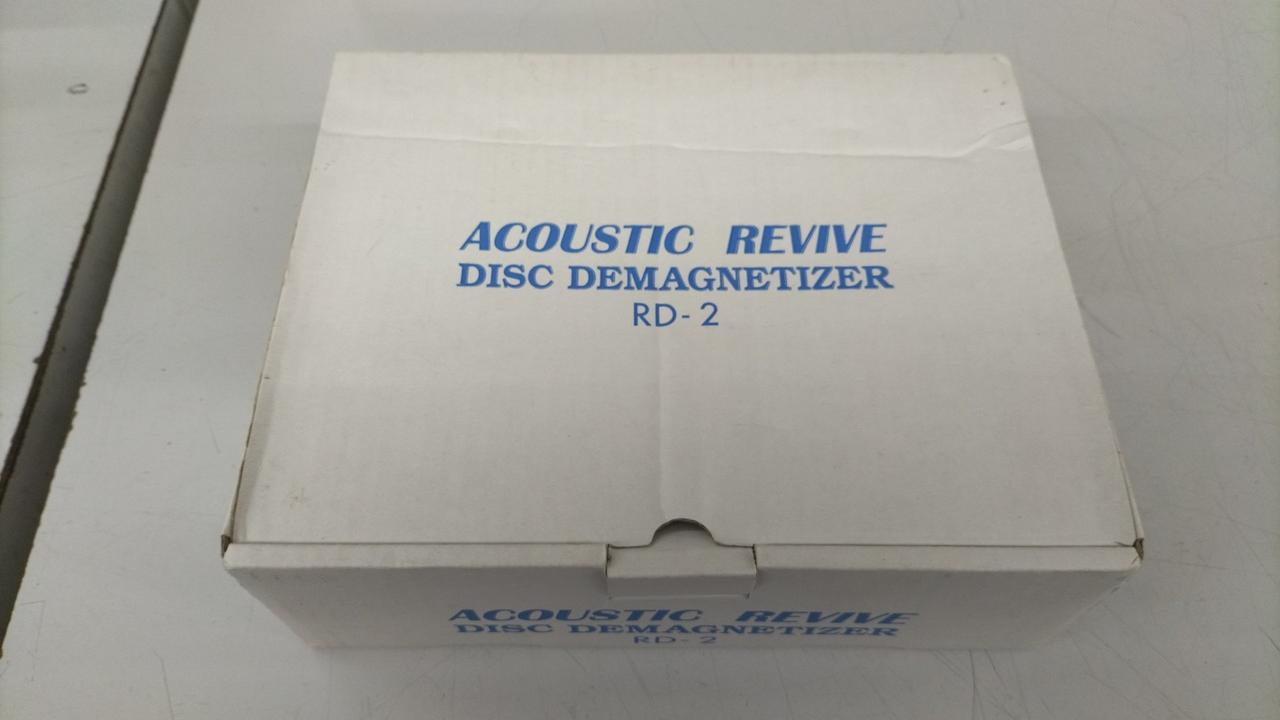 ACOUSTIC REVIVE
DISC DEMAGNETIZER
RD-2
ACOUSTIC REVIVE
DISC DEMAGNETIZER
RD-2